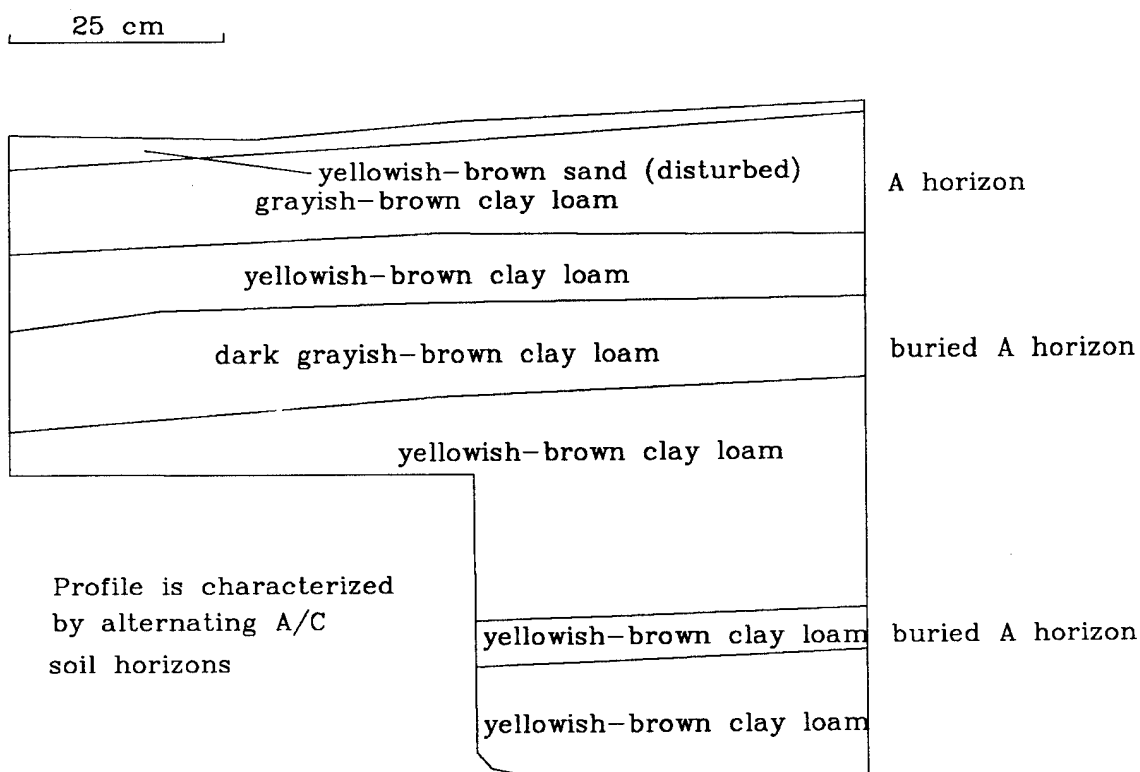 25 cm
yellowish-brown sand (disturbed)
A horizon
grayish-brown clay loam
yellowish-brown clay loam
dark grayish-brown clay loam
buried A horizon
yellowish-brown clay loam
Profile is characterized
by alternating A/C
soil horizons
yellowish-brown clay loam
buried A horizon
yellowish-brown clay loam